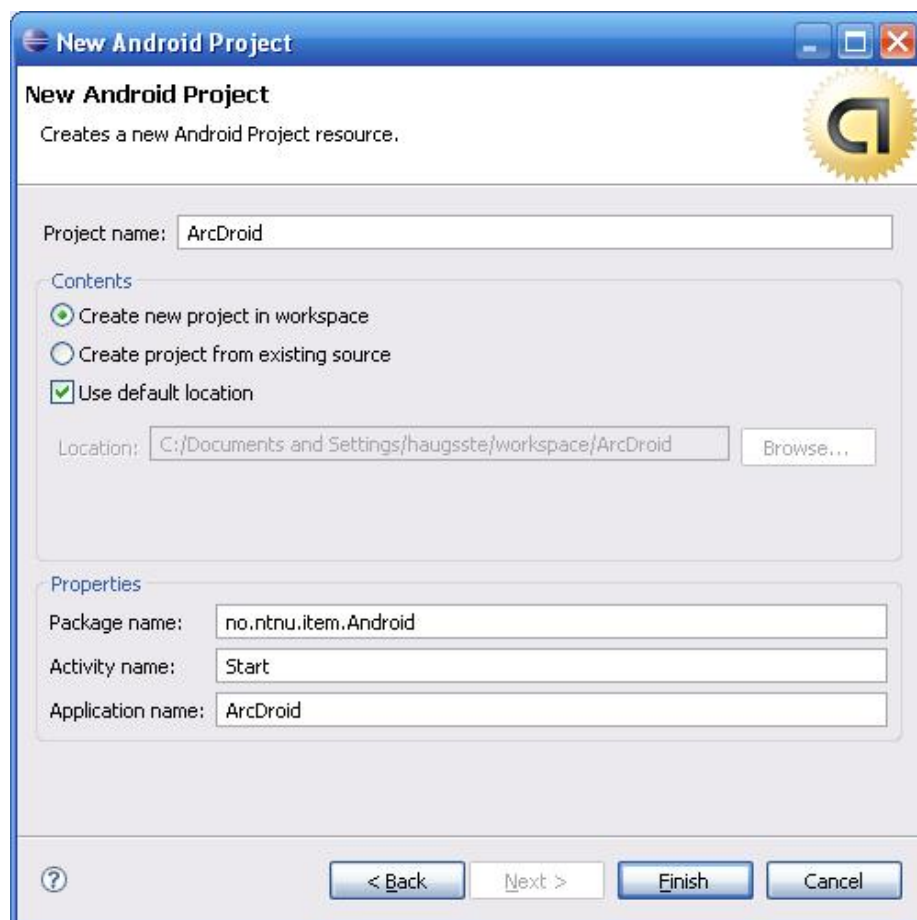 New Android Project
New Android Project
Creates a new Android Project resource.
Project name: ArcDroid
Contents
Create new project in workspace
Create project from existing source
Use default location
Location: C:/Documents and Settings/haugsste/workspace/ArcDroid Browse...
Properties
Package name: no.ntnu.item.Android
Activity name: Start
Application name: ArcDroid
? < Back Next > Finish Cancel